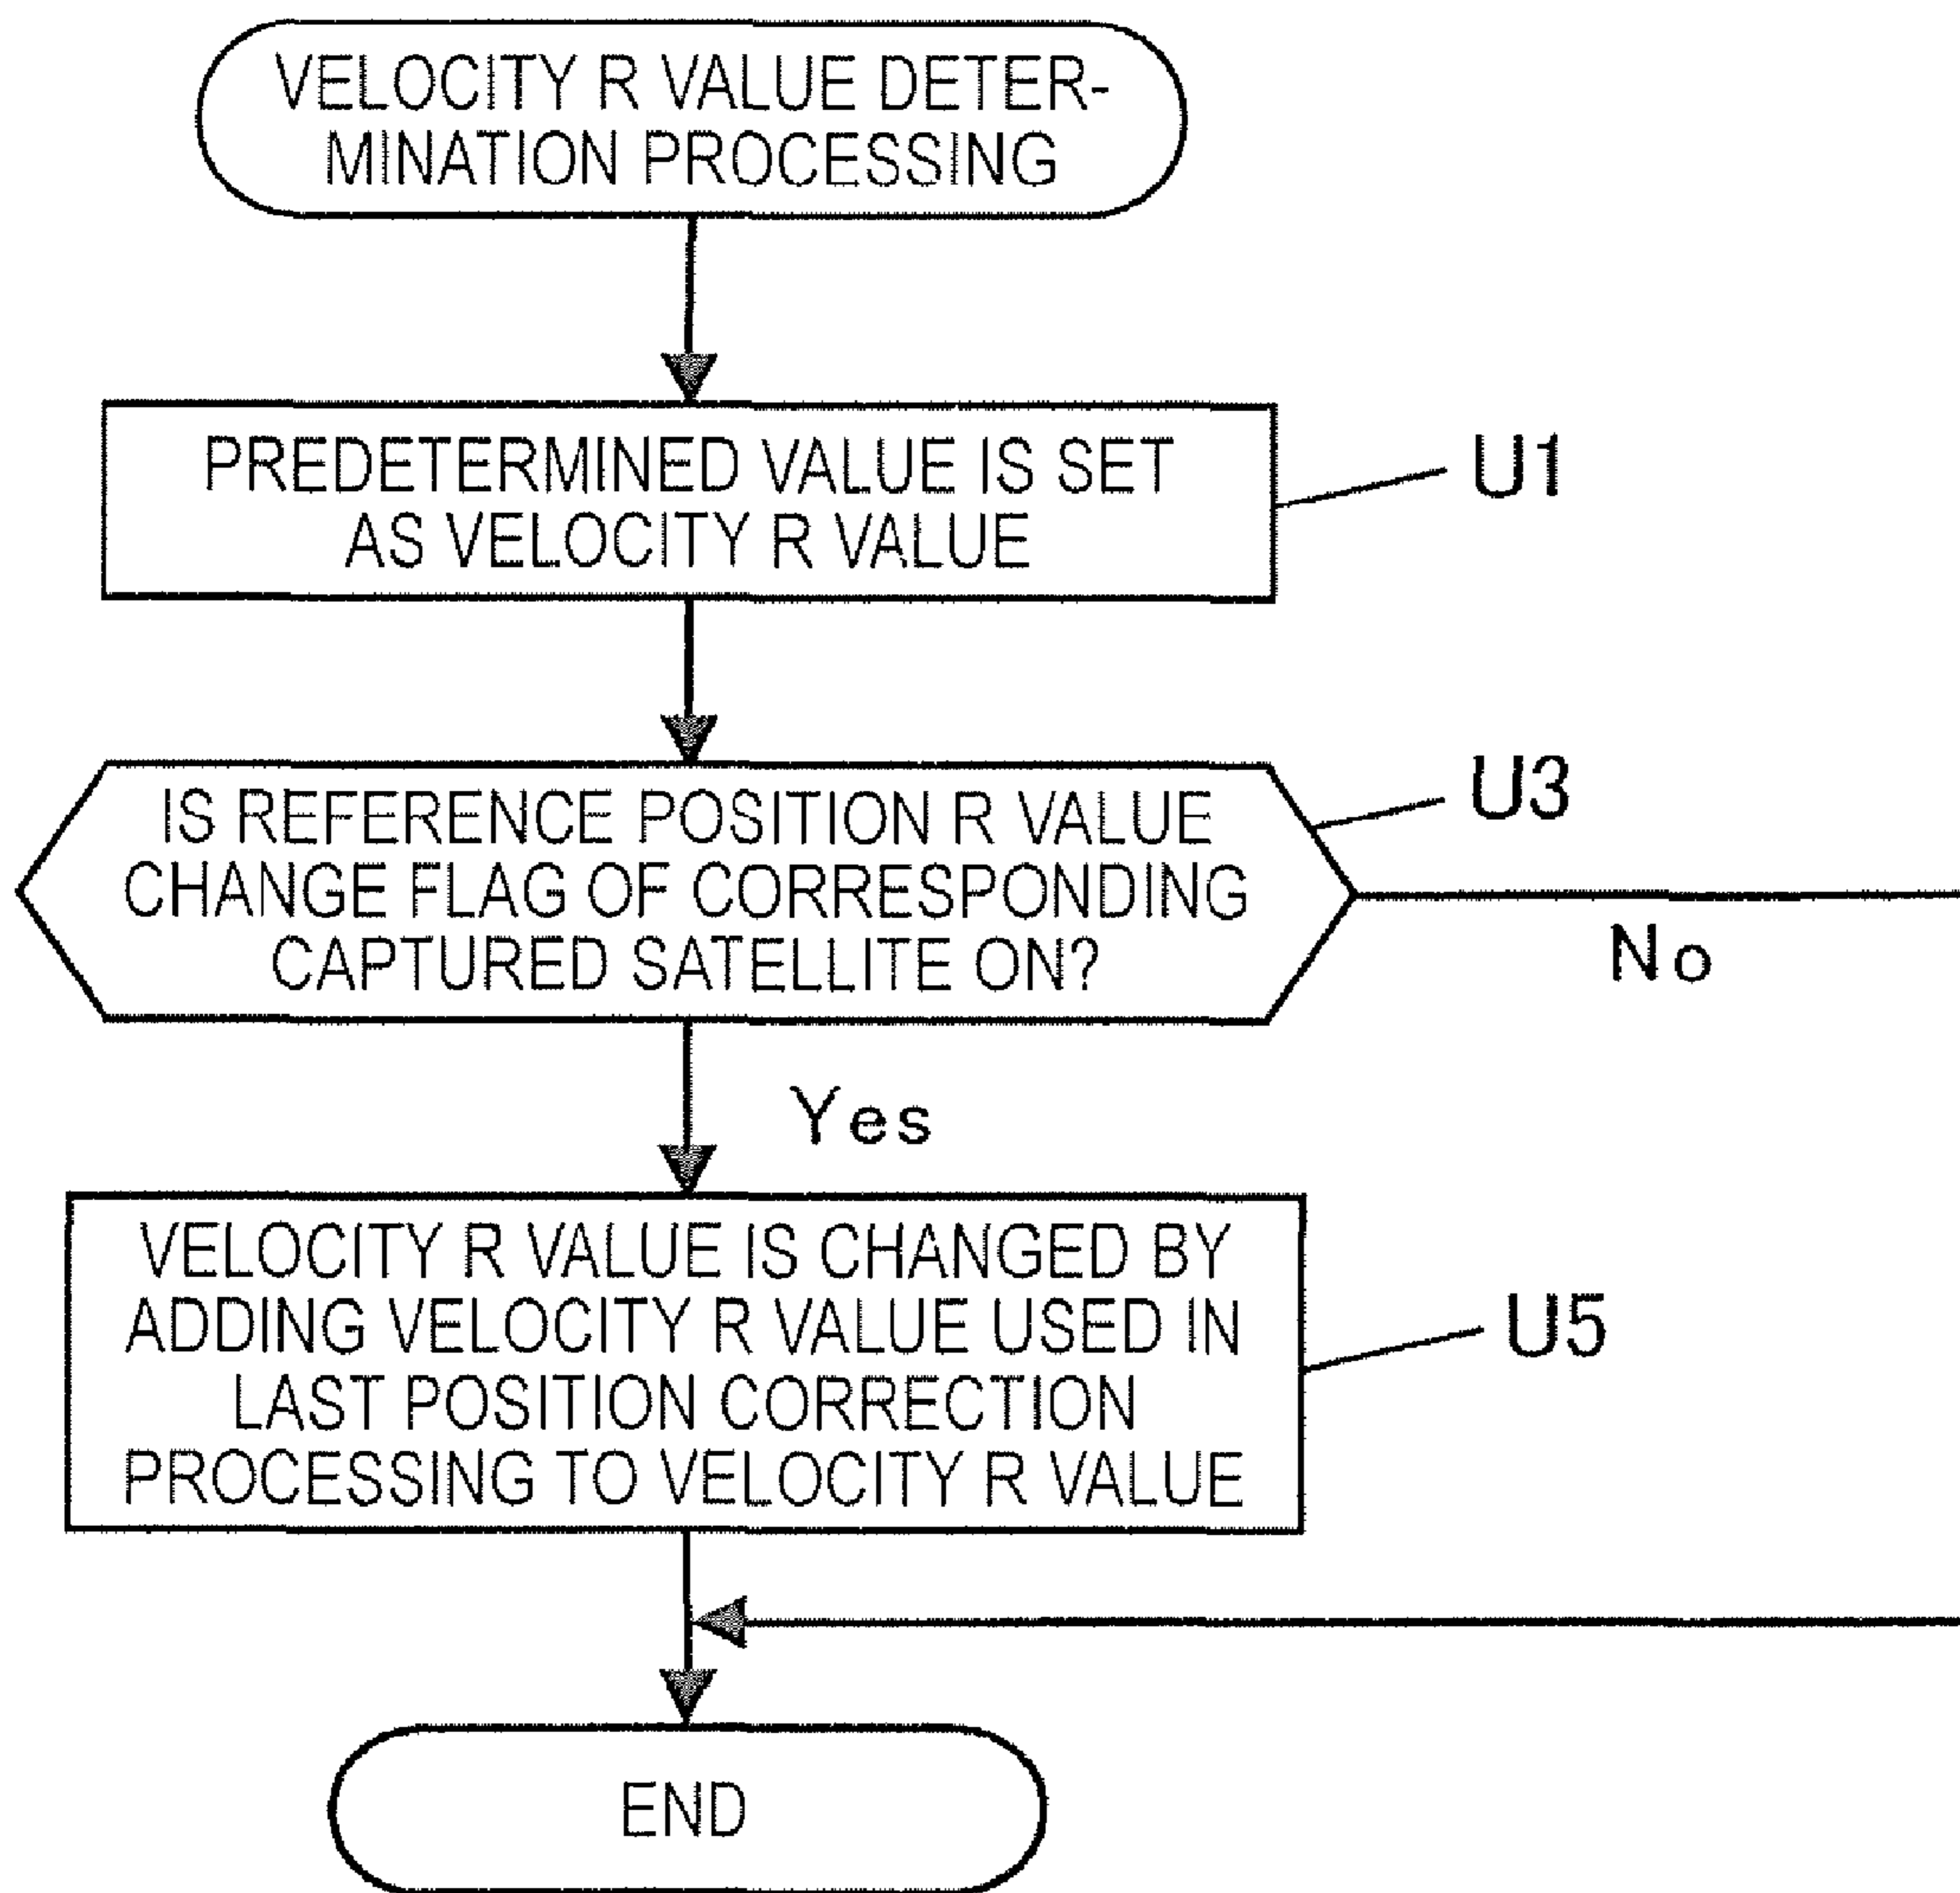 VELOCITY R VALUE DETER-
MINATION PROCESSING
PREDETERMINED VALUE IS SET
AS VELOCITY R VALUE
U1
IS REFERENCE POSITION R VALUE
CHANGE FLAG OF CORRESPONDING
CAPTURED SATELLITE ON?
U3
No
Yes
VELOCITY R VALUE IS CHANGED BY
ADDING VELOCITY R VALUE USED IN
LAST POSITION CORRECTION
PROCESSING TO VELOCITY R VALUE
U5
END